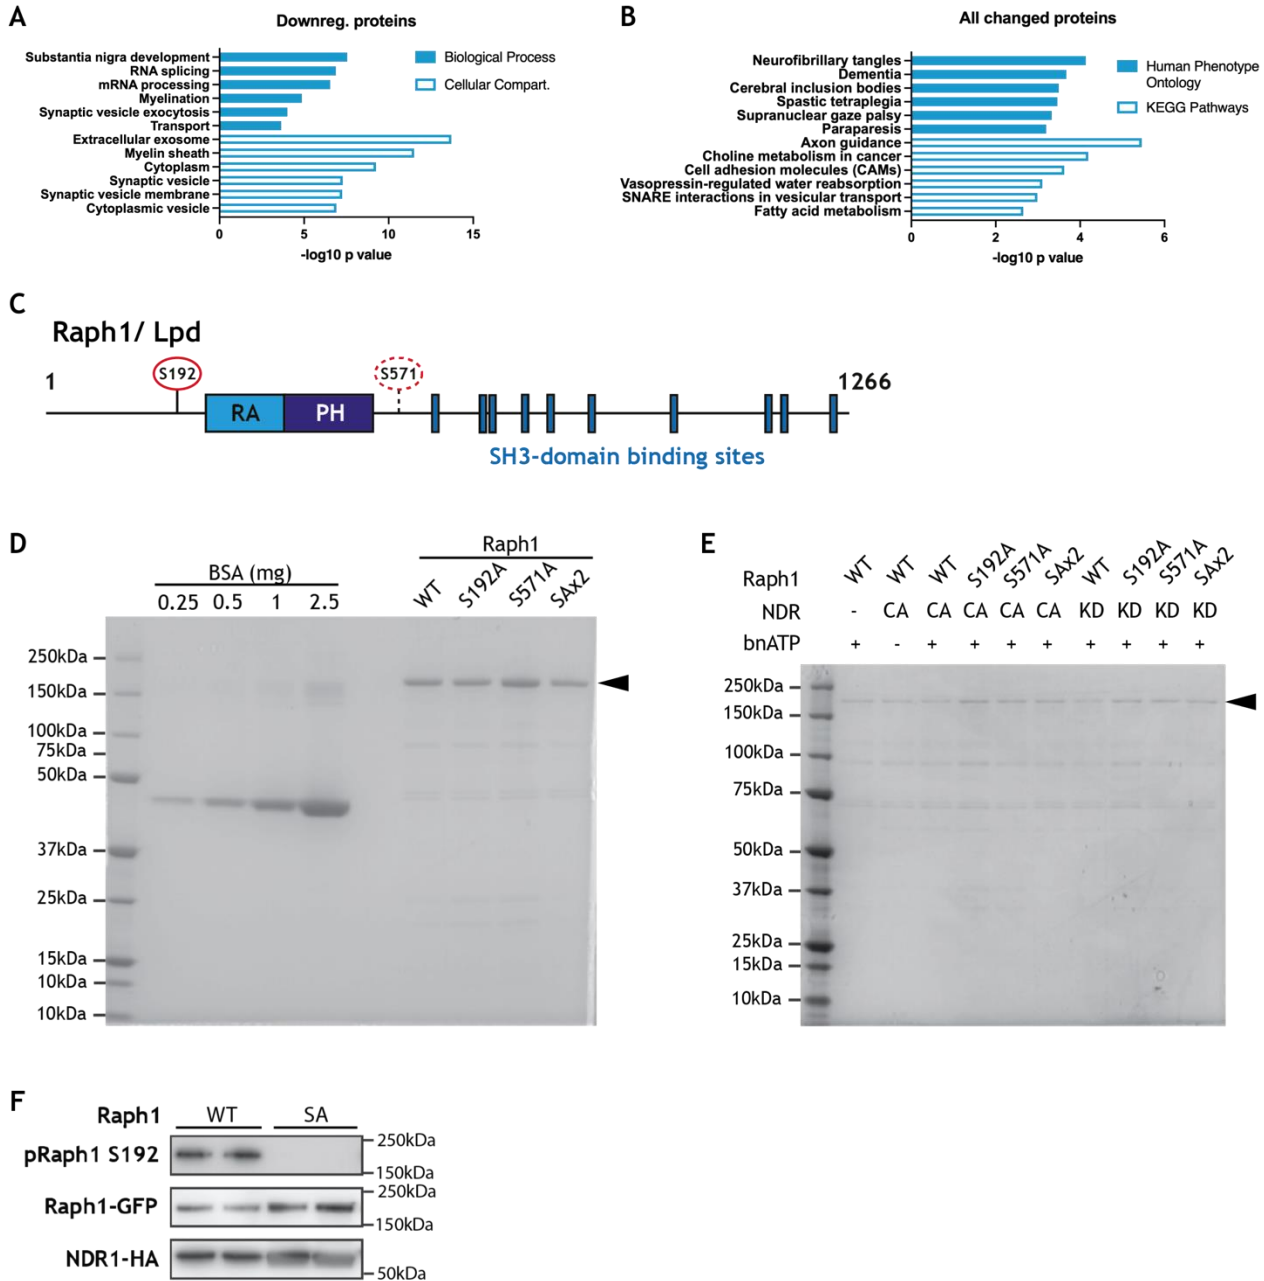 A
Downreg. proteins
Substantia nigra development
RNA splicing
mRNA processing
Myelination
Synaptic vesicle exocytosis
Transport
Extracellular exosome
Myelin sheath
Cytoplasm
Synaptic vesicle
Synaptic vesicle membrane
Cytoplasmic vesicle
Biological Process
Cellular Compart.
0 5 10 15
-log10 p value
B
All changed proteins
Neurofibrillary tangles
Dementia
Cerebral inclusion bodies
Spastic tetraplegia
Supranuclear gaze palsy
Paraparesis
Axon guidance
Choline metabolism in cancer
Cell adhesion molecules (CAMs)
Vasopressin-regulated water reabsorption
SNARE interactions in vesicular transport
Fatty acid metabolism
Human Phenotype
Ontology
KEGG Pathways
0 2 4 6
-log10 p value
C
Raph1/ Lpd
1 S192 S571 1266
RA PH
SH3-domain binding sites
D
BSA (mg)
0.25 0.5 1 2.5
Raph1
WT S192A S571A SAx2
250kDa
150kDa
100kDa
75kDa
50kDa
37kDa
25kDa
15kDa
10kDa
10kDa
E
Raph1 WT WT WT S192A S571A SAx2 WT S192A S571A SAx2
NDR - CA CA CA CA CA KD KD KD KD
bnATP + - + + + + + + + +
250kDa
150kDa
100kDa
75kDa
50kDa
37kDa
25kDa
15kDa
10kDa
F
Raph1 WT SA
pRaph1 S192
250kDa
150kDa
Raph1-GFP
250kDa
150kDa
NDR1-HA
50kDa